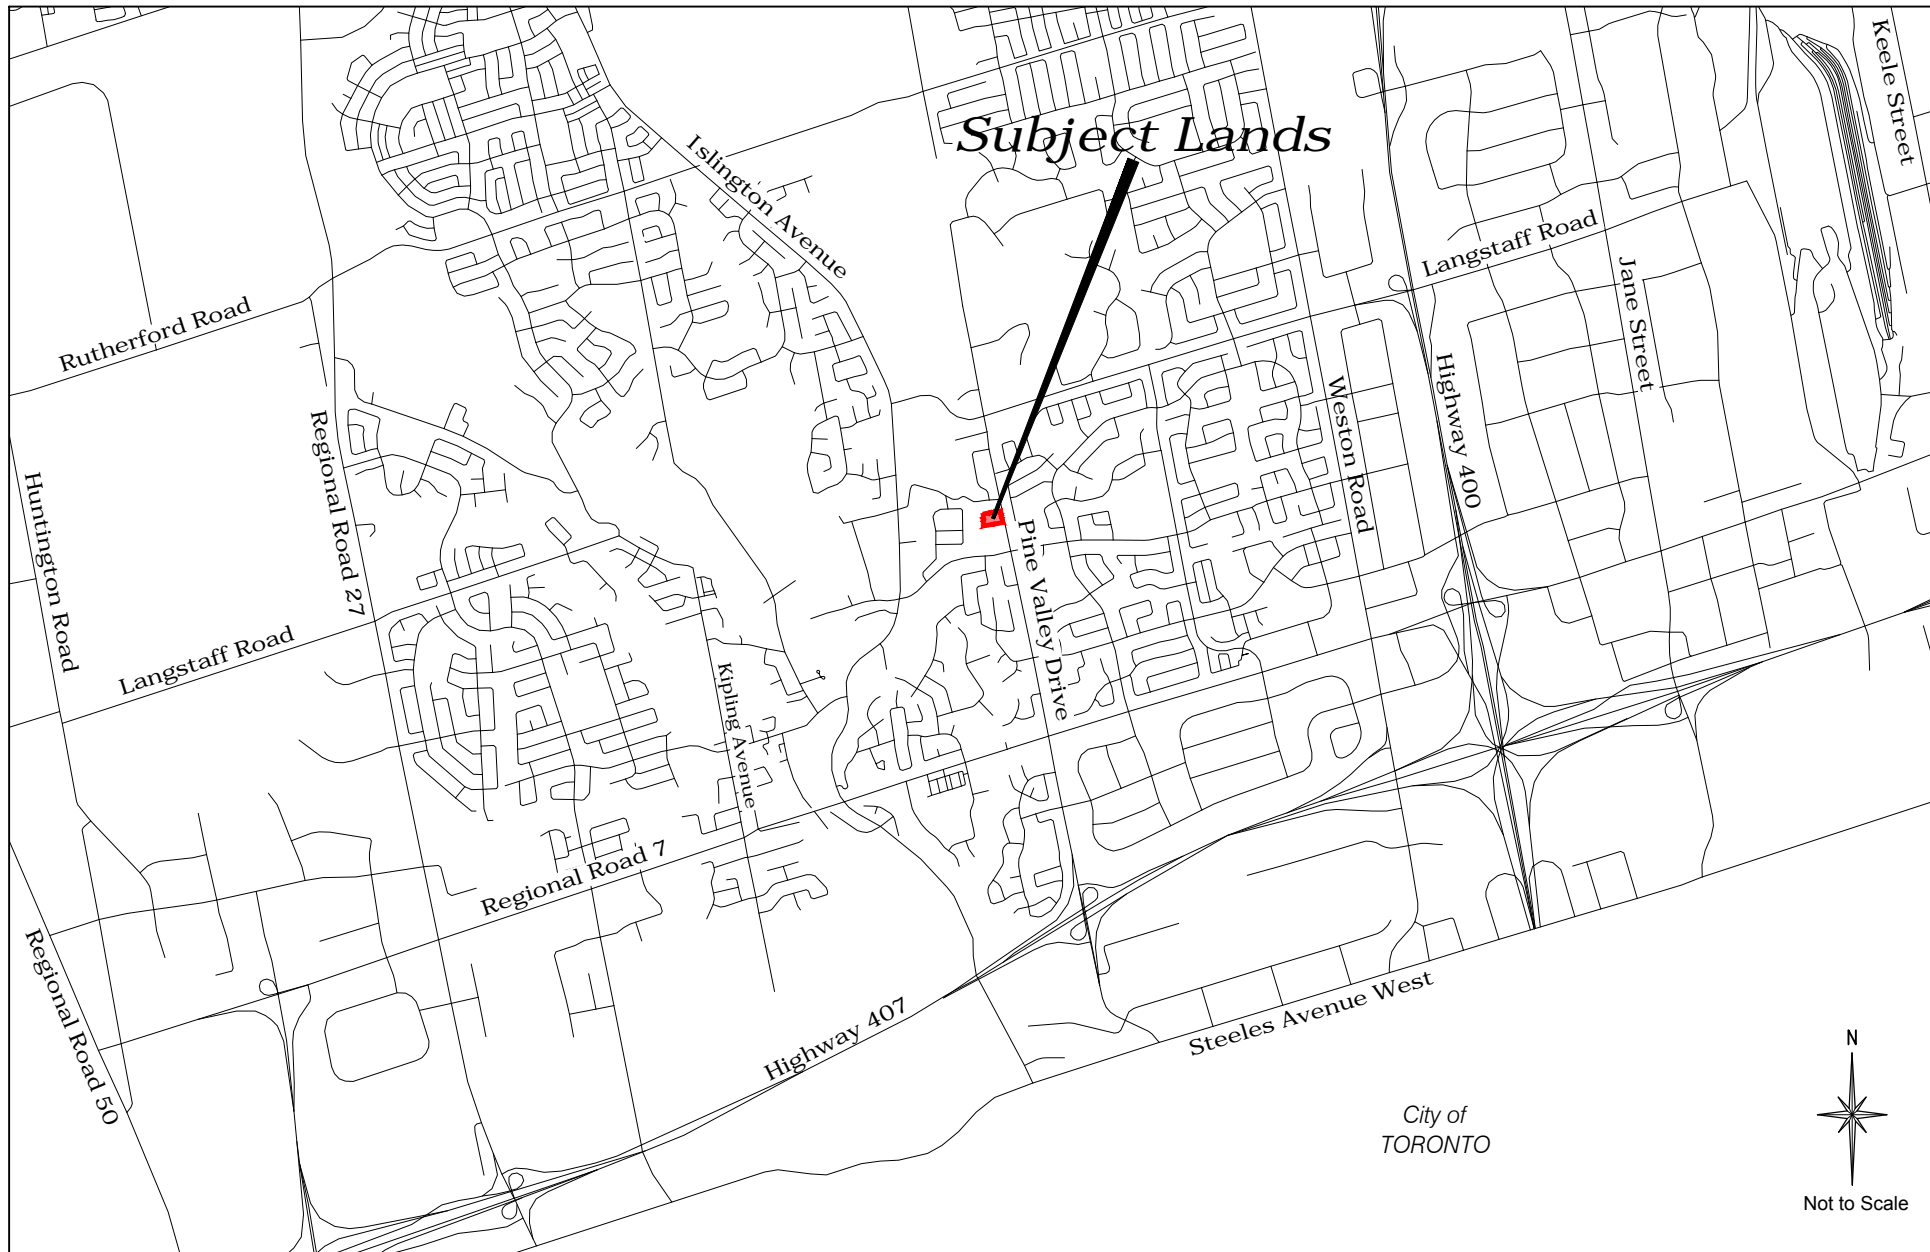 Keele Street
Subject Lands
Islington Avenue
Langstaff Road
Jane Street
Rutherford Road
Highway 400
Weston Road
Regional Road 27
Huntington Road
Pine Valley Drive
Langstaff Road
Kipling Avenue
Regional Road 7
Regional Road 50
Highway 407
Steeles Avenue West
N
City of
TORONTO
Not to Scale